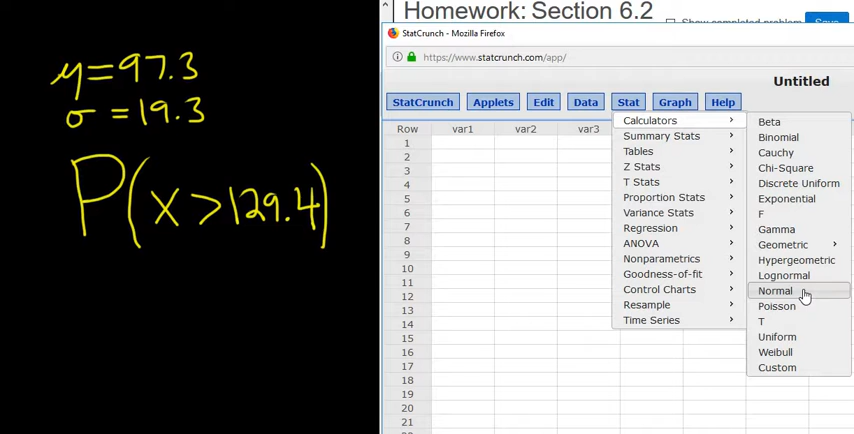 μ=97.3
σ=19.3
P(x>129.4)
Homework: Section 6.2
Show completed problem
Save
StatCrunch - Mozilla Firefox
https://www.statcrunch.com/app/
Untitled
StatCrunch Applets Edit Data Stat Graph Help
Row var1 var2 var3
1
2
3
4
5
6
7
8
9
10
11
12
13
14
15
16
17
18
19
20
21
Calculators
Summary Stats
Tables
Z Stats
T Stats
Proportion Stats
Variance Stats
Regression
ANOVA
Nonparametrics
Goodness-of-fit
Control Charts
Resample
Time Series
Beta
Binomial
Cauchy
Chi-Square
Discrete Uniform
Exponential
F
Gamma
Geometric
Hypergeometric
Lognormal
Normal
Poisson
T
Uniform
Weibull
Custom